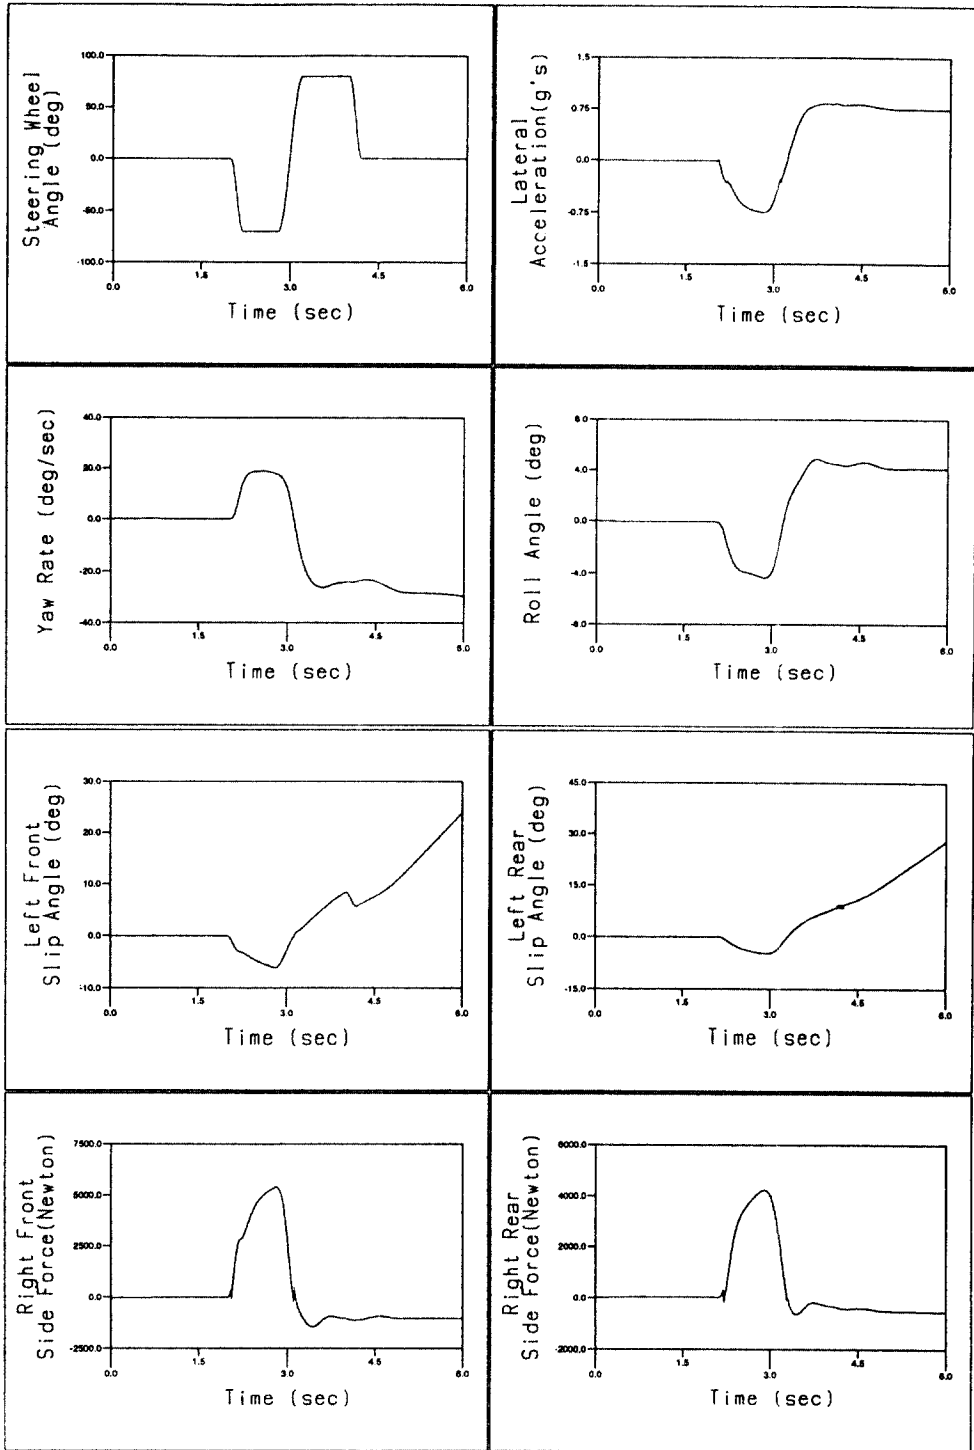 Steering Wheel
Angle (deg)
100.0
50.0
0.0
-50.0
-100.0
0.0 1.5 3.0 4.5 6.0
Time (sec)
Lateral
Acceleration(g's)
1.5
0.75
0.0
-0.75
-1.5
0.0 1.5 3.0 4.5 6.0
Time (sec)
Yaw Rate (deg/sec)
40.0
20.0
0.0
-20.0
-40.0
0.0 1.5 3.0 4.5 6.0
Time (sec)
Roll Angle (deg)
8.0
4.0
0.0
-4.0
-8.0
0.0 1.5 3.0 4.5 6.0
Time (sec)
Left Front
Slip Angle (deg)
30.0
20.0
10.0
0.0
-10.0
0.0 1.5 3.0 4.5 6.0
Time (sec)
Left Rear
Slip Angle (deg)
45.0
30.0
15.0
0.0
-15.0
0.0 1.5 3.0 4.5 6.0
Time (sec)
Right Front
Side Force(Newton)
7500.0
5000.0
2500.0
0.0
-2500.0
0.0 1.5 3.0 4.5 6.0
Time (sec)
Right Rear
Side Force(Newton)
6000.0
4000.0
2000.0
0.0
-2000.0
0.0 1.5 3.0 4.5 6.0
Time (sec)